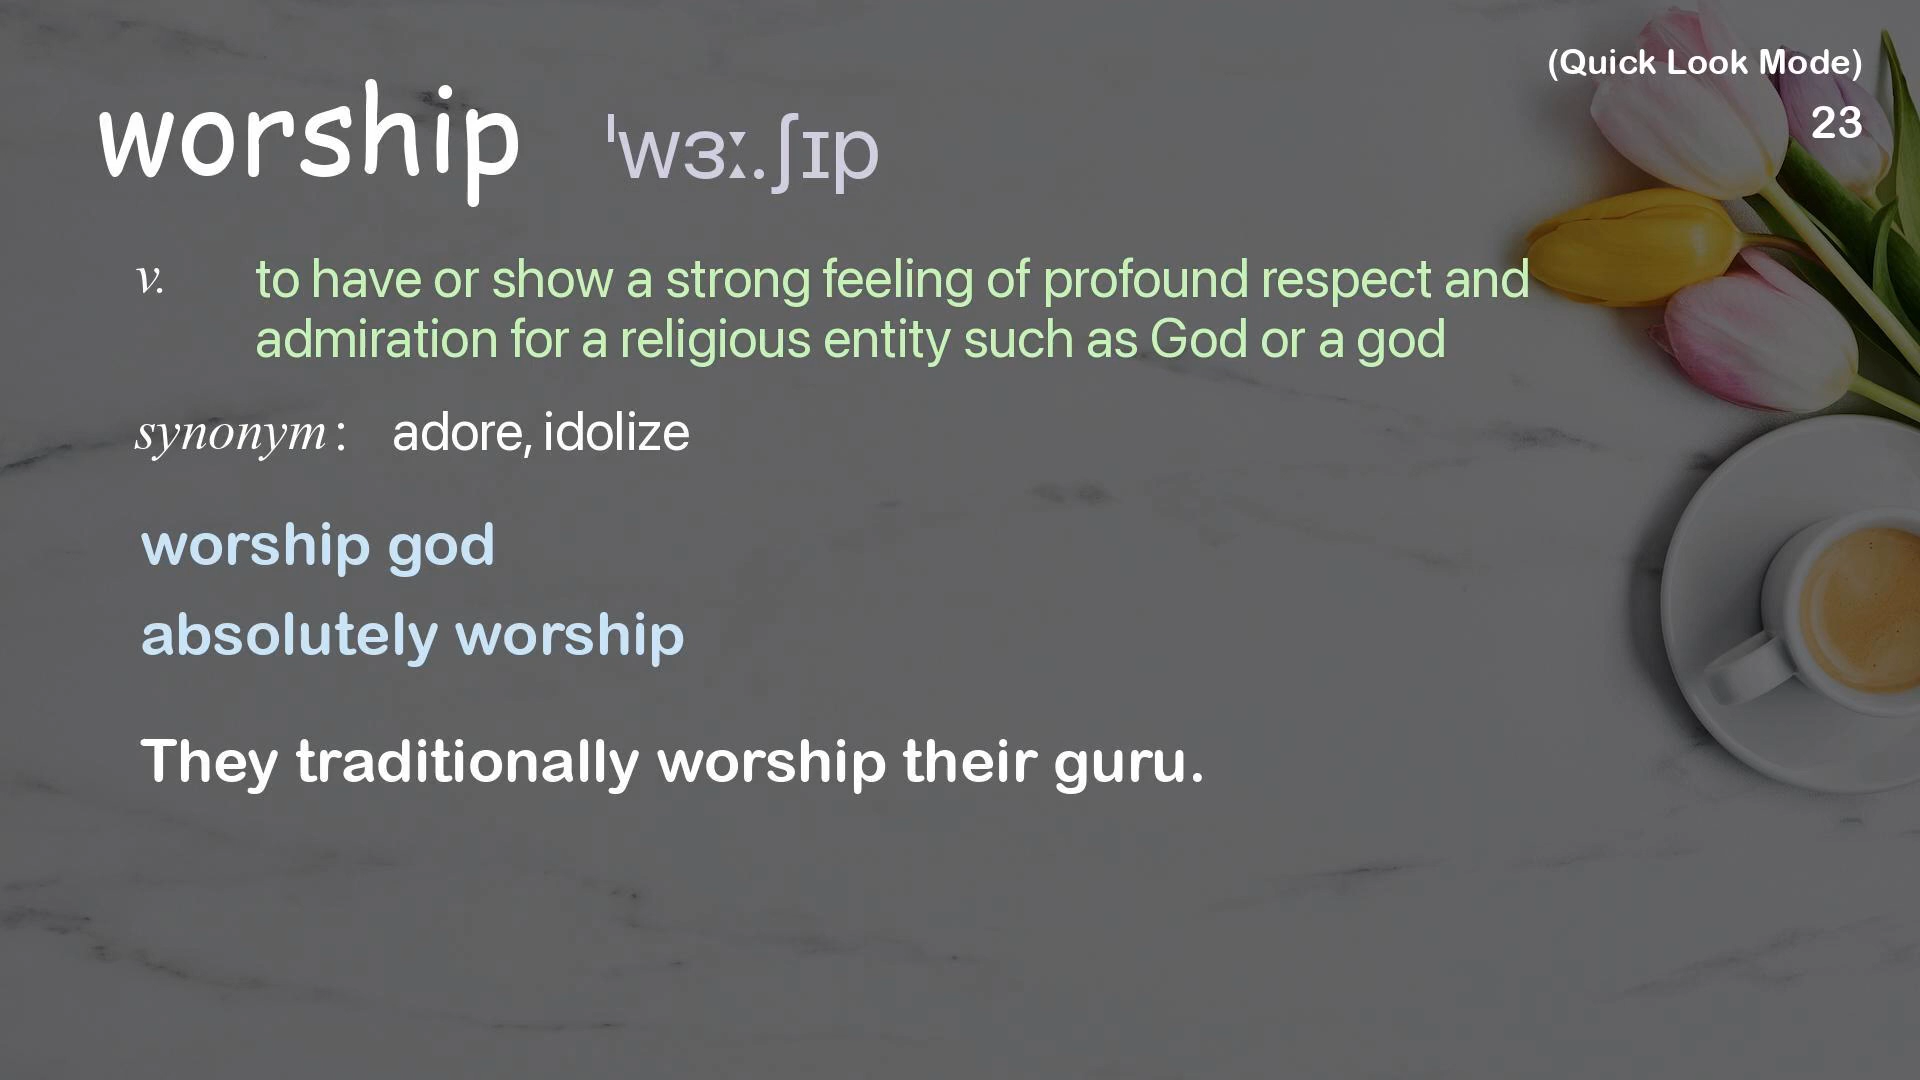 (Quick Look Mode)
23
worship ˈwɜː.ʃɪp
v. to have or show a strong feeling of profound respect and
admiration for a religious entity such as God or a god
synonym: adore, idolize
worship god
absolutely worship
They traditionally worship their guru.